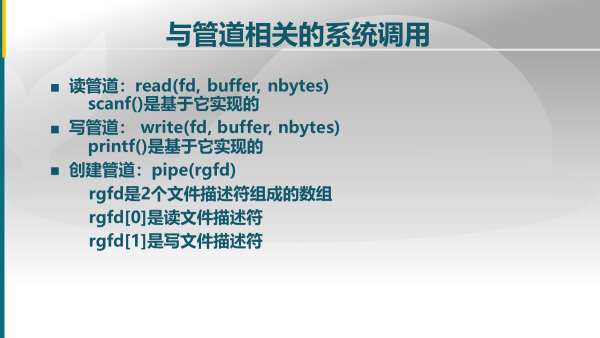 与管道相关的系统调用
■ 读管道：read(fd, buffer, nbytes)
scanf()是基于它实现的
■ 写管道： write(fd, buffer, nbytes)
printf()是基于它实现的
■ 创建管道：pipe(rgfd)
rgfd是2个文件描述符组成的数组
rgfd[0]是读文件描述符
rgfd[1]是写文件描述符